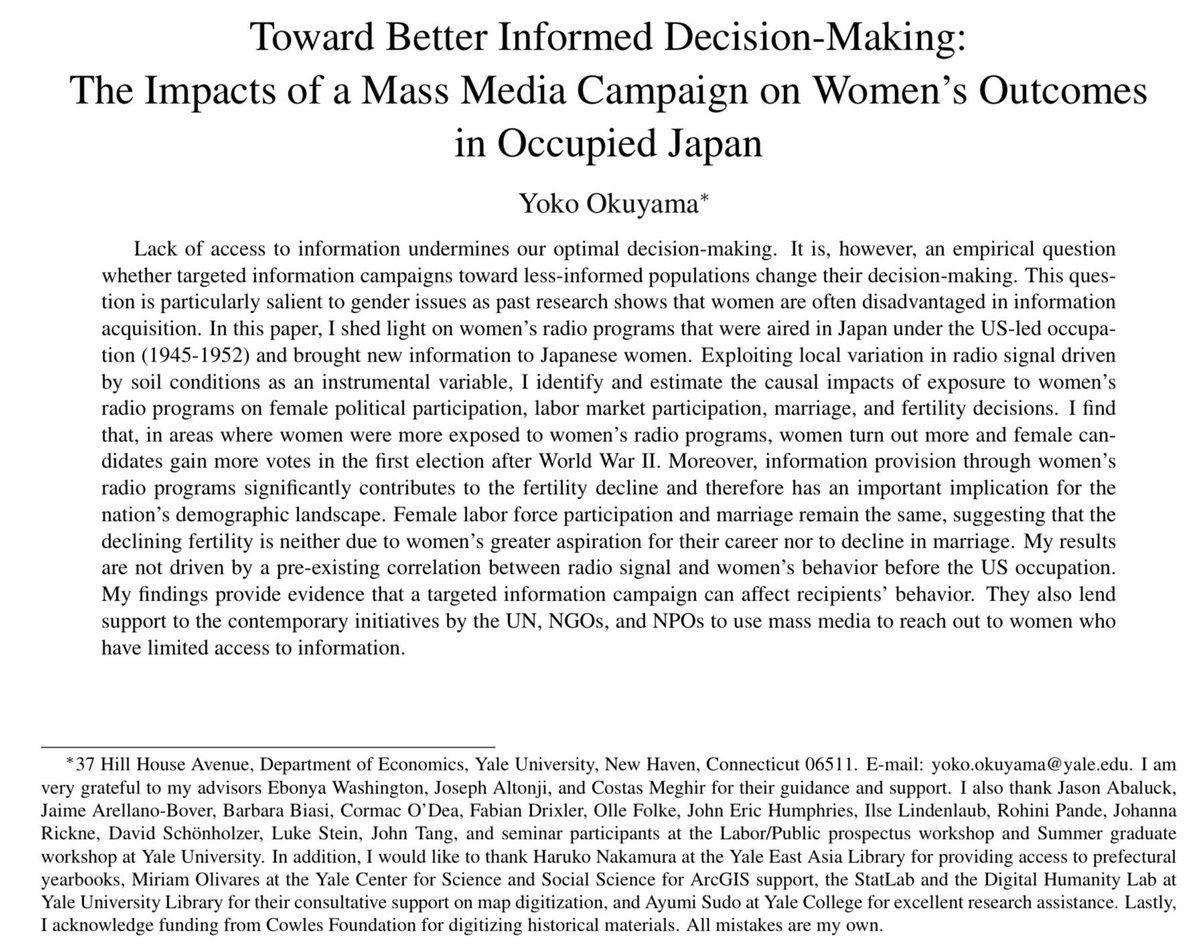 Toward Better Informed Decision-Making:
The Impacts of a Mass Media Campaign on Women's Outcomes
in Occupied Japan
Yoko Okuyama*
Lack of access to information undermines our optimal decision-making. It is, however, an empirical question
whether targeted information campaigns toward less-informed populations change their decision-making. This ques-
tion is particularly salient to gender issues as past research shows that women are often disadvantaged in information
acquisition. In this paper, I shed light on women's radio programs that were aired in Japan under the US-led occupa-
tion (1945-1952) and brought new information to Japanese women. Exploiting local variation in radio signal driven
by soil conditions as an instrumental variable, I identify and estimate the causal impacts of exposure to women's
radio programs on female political participation, labor market participation, marriage, and fertility decisions. I find
that, in areas where women were more exposed to women's radio programs, women turn out more and female can-
didates gain more votes in the first election after World War II. Moreover, information provision through women's
radio programs significantly contributes to the fertility decline and therefore has an important implication for the
nation's demographic landscape. Female labor force participation and marriage remain the same, suggesting that the
declining fertility is neither due to women's greater aspiration for their career nor to decline in marriage. My results
are not driven by a pre-existing correlation between radio signal and women's behavior before the US occupation.
My findings provide evidence that a targeted information campaign can affect recipients' behavior. They also lend
support to the contemporary initiatives by the UN, NGOs, and NPOs to use mass media to reach out to women who
have limited access to information.
*37 Hill House Avenue, Department of Economics, Yale University, New Haven, Connecticut 06511. E-mail: yoko.okuyama@yale.edu. I am
very grateful to my advisors Ebonya Washington, Joseph Altonji, and Costas Meghir for their guidance and support. I also thank Jason Abaluck,
Jaime Arellano-Bover, Barbara Biasi, Cormac O'Dea, Fabian Drixler, Olle Folke, John Eric Humphries, Ilse Lindenlaub, Rohini Pande, Johanna
Rickne, David Schönholzer, Luke Stein, John Tang, and seminar participants at the Labor/Public prospectus workshop and Summer graduate
workshop at Yale University. In addition, I would like to thank Haruko Nakamura at the Yale East Asia Library for providing access to prefectural
yearbooks, Miriam Olivares at the Yale Center for Science and Social Science for ArcGIS support, the StatLab and the Digital Humanity Lab at
Yale University Library for their consultative support on map digitization, and Ayumi Sudo at Yale College for excellent research assistance. Lastly,
I acknowledge funding from Cowles Foundation for digitizing historical materials. All mistakes are my own.